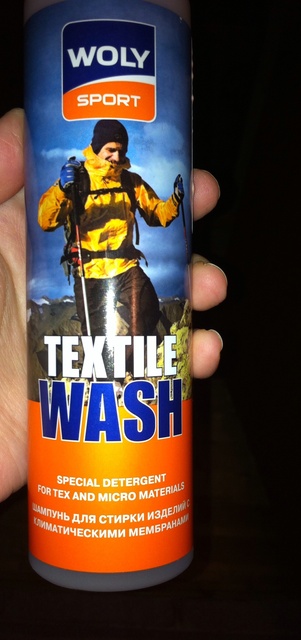 WOLY
SPORT
TEXTILE
WASH
SPECIAL DETERGENT
FOR TEX AND MICRO MATERIALS
ШАМПУНЬ ДЛЯ СТИРКИ ИЗДЕЛИЙ С
КЛИМАТИЧЕСКИМИ МЕМБРАНАМИ